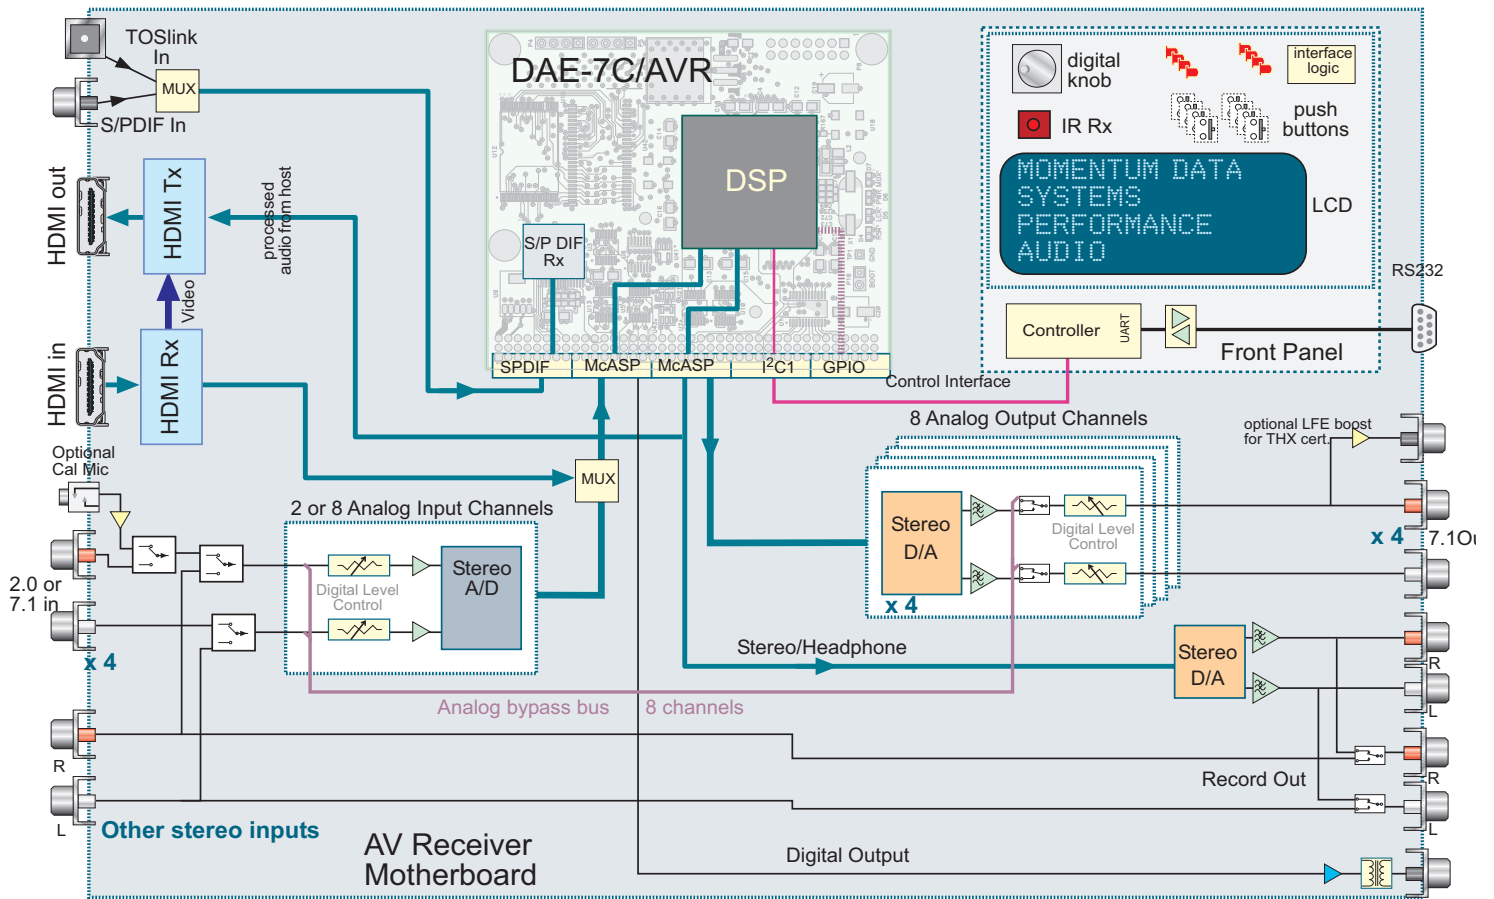 TOSlink
In
MUX
S/PDIF In
DAE-7C/AVR
DSP
S/P DIF
Rx
digital
knob
interface
logic
IR Rx
push
buttons
MOMENTUM DATA
SYSTEMS
PERFORMANCE
AUDIO
LCD
RS232
HDMI out
HDMI Tx
processed
audio from host
Video
HDMI in
HDMI Rx
SPDIF
McASP
McASP
I²C1
GPIO
Control Interface
Controller
UART
Front Panel
8 Analog Output Channels
optional LFE boost
for THX cert.
Optional
Cal Mic
MUX
2 or 8 Analog Input Channels
Stereo
A/D
Digital Level
Control
2.0 or
7.1 in
x 4
Stereo
D/A
Digital Level
Control
x 4
x 4
7.1Ou
Stereo/Headphone
Stereo
D/A
R
L
Analog bypass bus
8 channels
R
L
Record Out
R
L
Other stereo inputs
AV Receiver
Motherboard
Digital Output